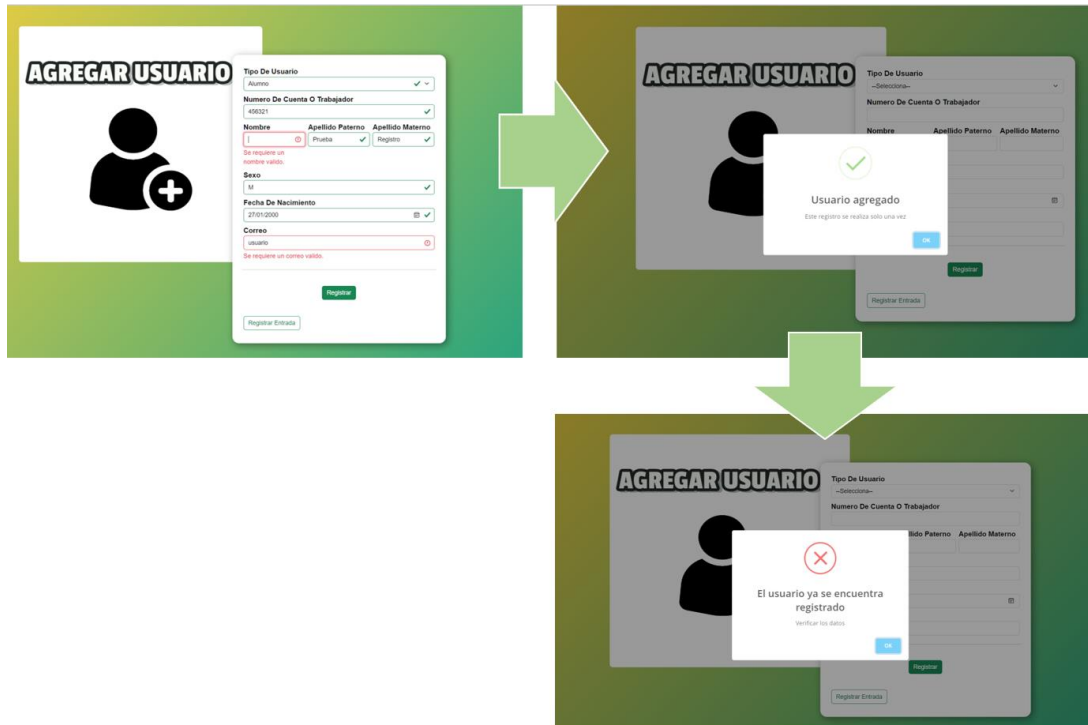 AGREGAR USUARIO
Tipo De Usuario
Alumno
Numero De Cuenta O Trabajador
456321
Nombre Apellido Paterno Apellido Materno
Prueba Registro
Se requiere un
nombre valido.
Sexo
M
Fecha De Nacimiento
27/01/2000
Correo
usuario
Se requiere un correo valido.
Registrar
Registrar Entrada
AGREGAR USUARIO
Tipo De Usuario
--Selecciona--
Numero De Cuenta O Trabajador
Nombre Apellido Paterno Apellido Materno
Usuario agregado
Este registro se realiza solo una vez
OK
Registrar
Registrar Entrada
AGREGAR USUARIO
Tipo De Usuario
--Selecciona--
Numero De Cuenta O Trabajador
llido Paterno Apellido Materno
El usuario ya se encuentra
registrado
Verificar los datos
OK
Registrar
Registrar Entrada